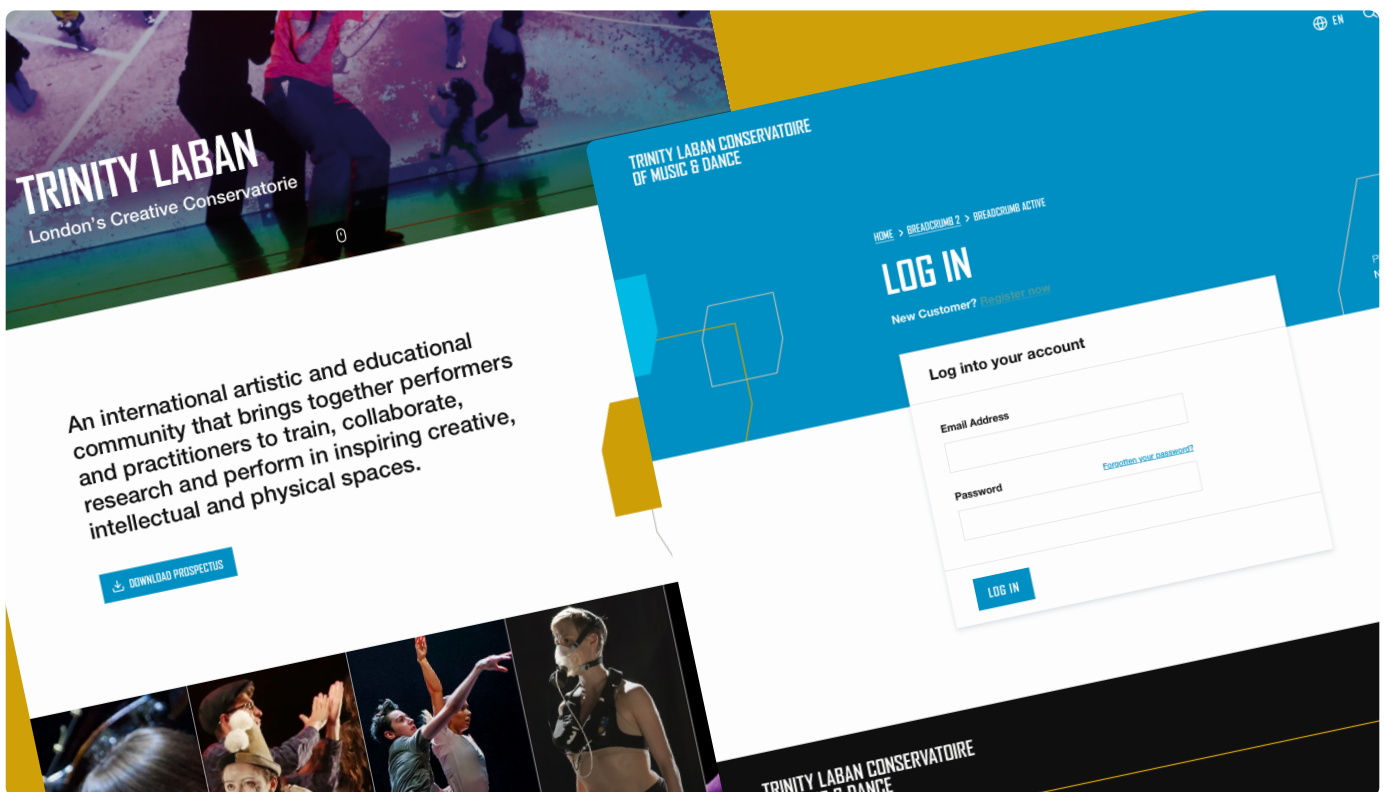 TRINITY LABAN
London's Creative Conservatorie
An international artistic and educational
community that brings together performers
and practitioners to train, collaborate,
research and perform in inspiring creative,
intellectual and physical spaces.
DOWNLOAD PROSPECTUS
EN
TRINITY LABAN CONSERVATOIRE
OF MUSIC & DANCE
HOME > BREADCRUMB 2 > BREADCRUMB ACTIVE
LOG IN
New Customer? Register now
Log into your account
Email Address
Forgotten your password?
Password
LOG IN
TRINITY LABAN CONSERVATOIRE
& DANCE